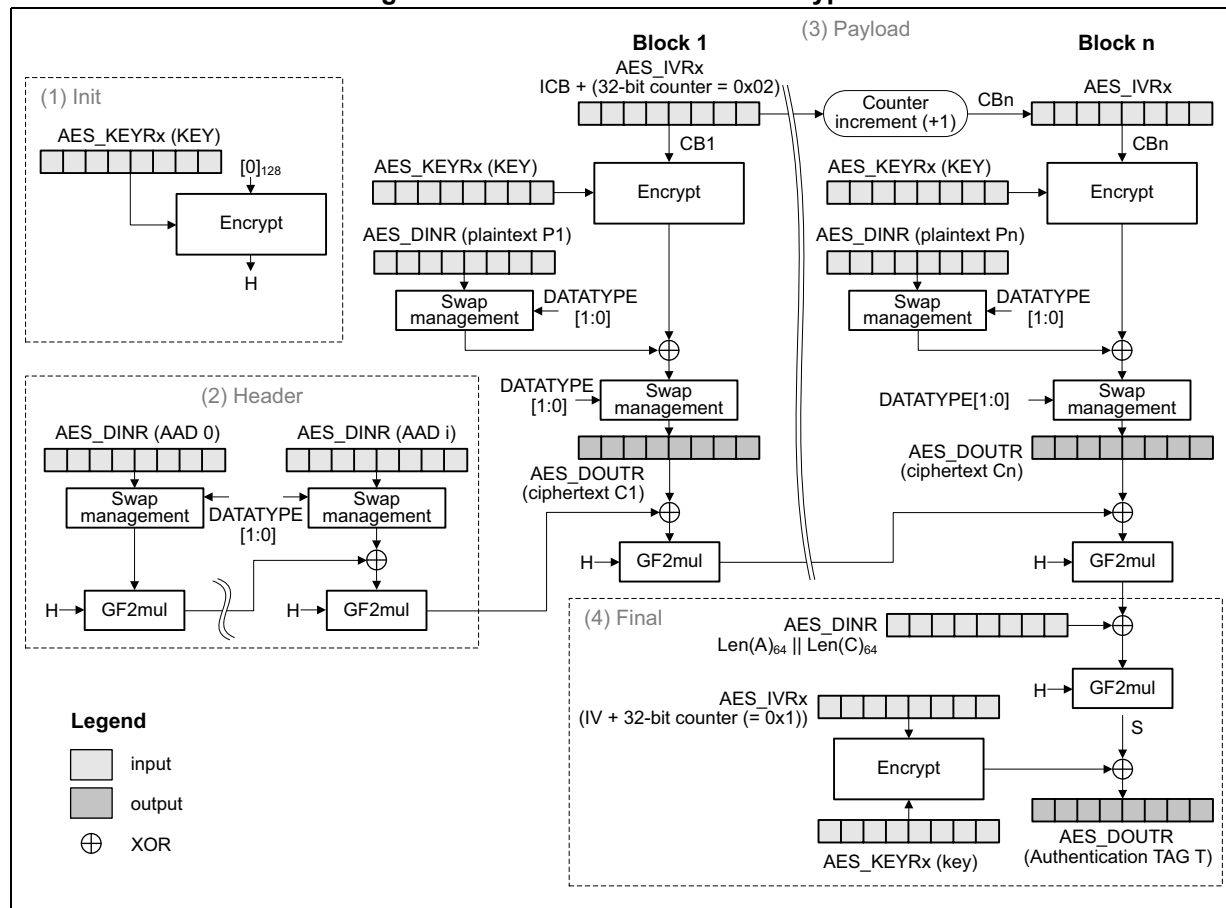 (3) Payload
Block 1
Block n
AES_IVRx
ICB + (32-bit counter = 0x02)
Counter
increment (+1)
CBn
AES_IVRx
CB1
CBn
(1) Init
AES_KEYRx (KEY)
[0]128
Encrypt
H
AES_KEYRx (KEY)
Encrypt
AES_KEYRx (KEY)
Encrypt
AES_DINR (plaintext P1)
Swap
management
DATATYPE
[1:0]
AES_DINR (plaintext Pn)
Swap
management
DATATYPE
[1:0]
DATATYPE
[1:0]
Swap
management
DATATYPE[1:0]
Swap
management
AES_DOUTR
(ciphertext C1)
AES_DOUTR
(ciphertext Cn)
(2) Header
AES_DINR (AAD 0)
AES_DINR (AAD i)
Swap
management
DATATYPE
[1:0]
Swap
management
H
GF2mul
H
GF2mul
H
GF2mul
H
GF2mul
(4) Final
AES_DINR
Len(A)64 || Len(C)64
H
GF2mul
S
AES_IVRx
(IV + 32-bit counter (= 0x1))
Encrypt
AES_KEYRx (key)
AES_DOUTR
(Authentication TAG T)
Legend
input
output
XOR